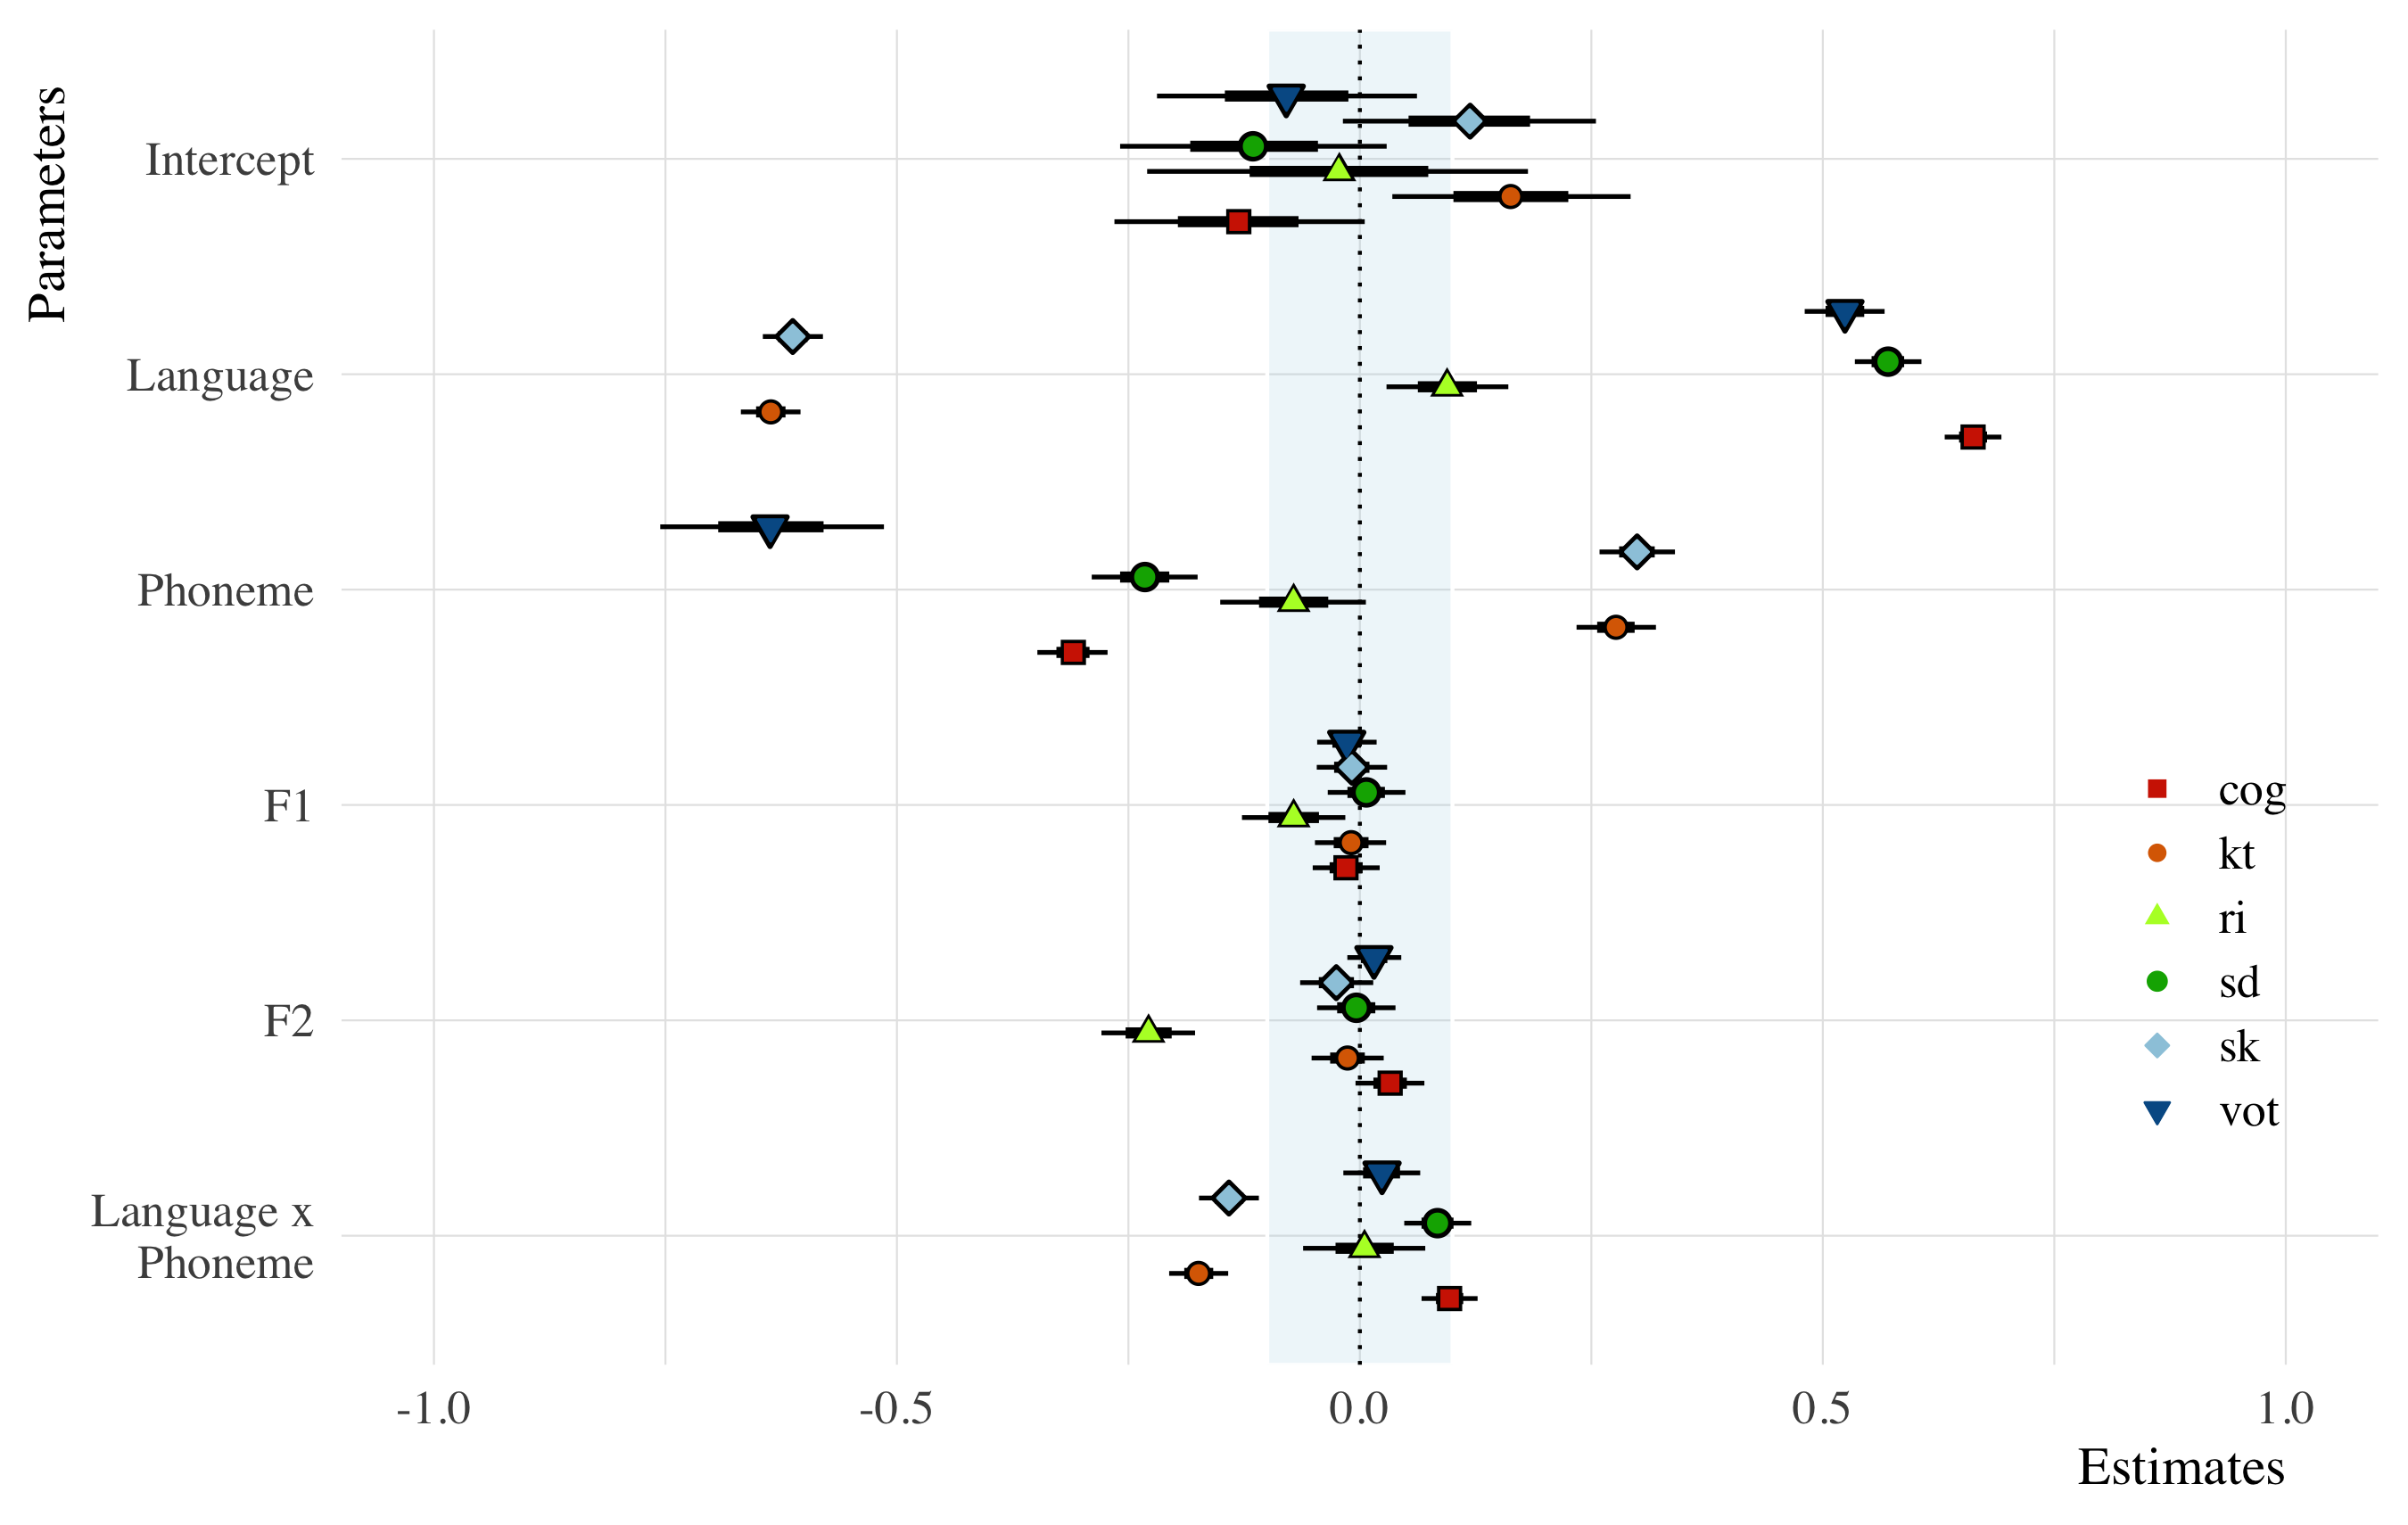 Parameters
Intercept
Language
Phoneme
F1
F2
Language x
Phoneme
cog
kt
ri
sd
sk
vot
-1.0
-0.5
0.0
0.5
1.0
Estimates